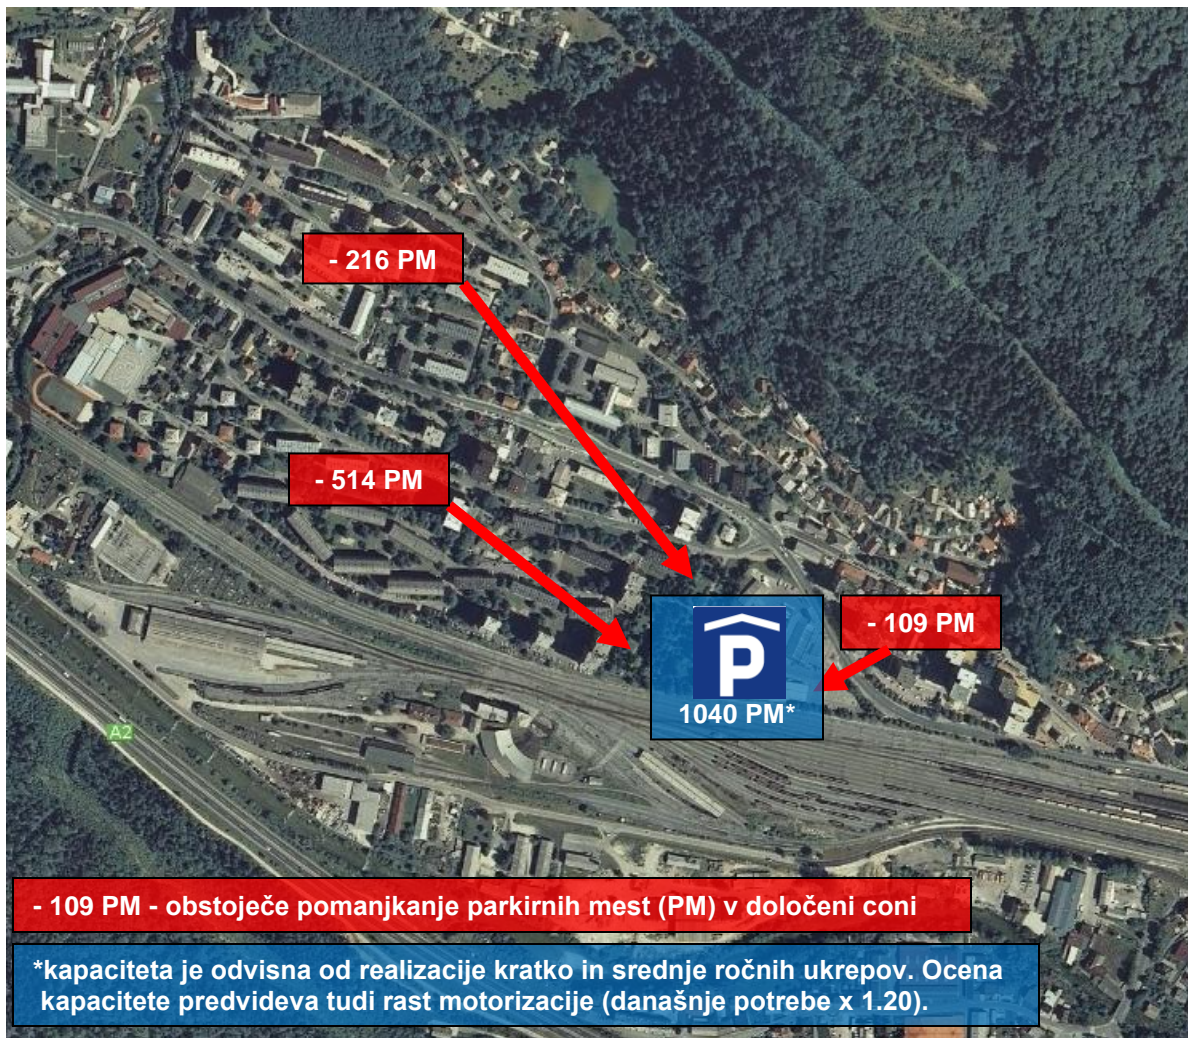 - 216 PM
- 514 PM
- 109 PM
P
1040 PM*
A2
- 109 PM - obstoječe pomanjkanje parkirnih mest (PM) v določeni coni
*kapaciteta je odvisna od realizacije kratko in srednje ročnih ukrepov. Ocena
kapacitete predvideva tudi rast motorizacije (današnje potrebe x 1.20).